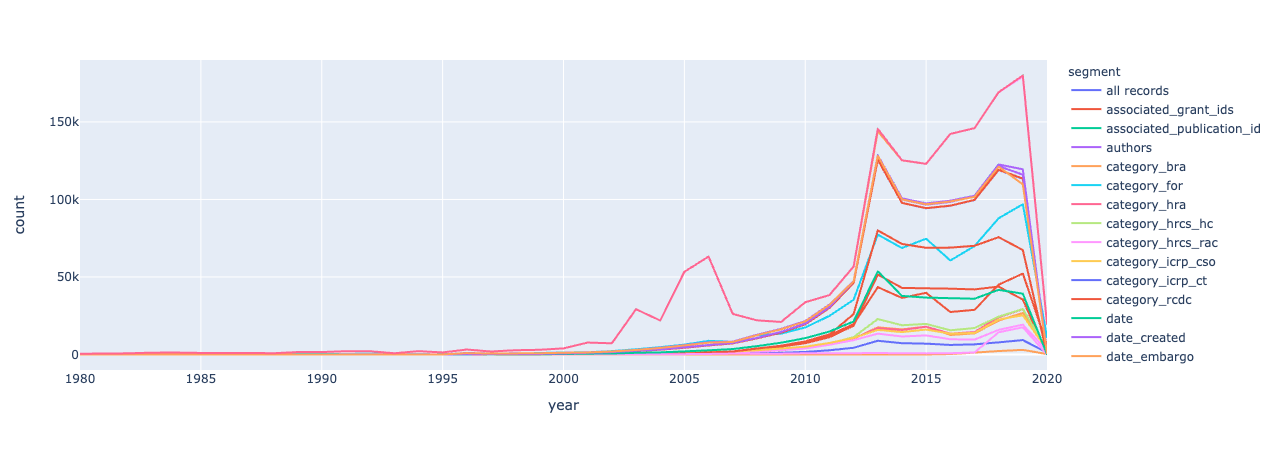 segment
all records
associated_grant_ids
associated_publication_id
authors
category_bra
category_for
category_hra
category_hrcs_hc
category_hrcs_rac
category_icrp_cso
category_icrp_ct
category_rcdc
date
date_created
date_embargo
150k
100k
50k
0
count
1980 1985 1990 1995 2000 2005 2010 2015 2020
year